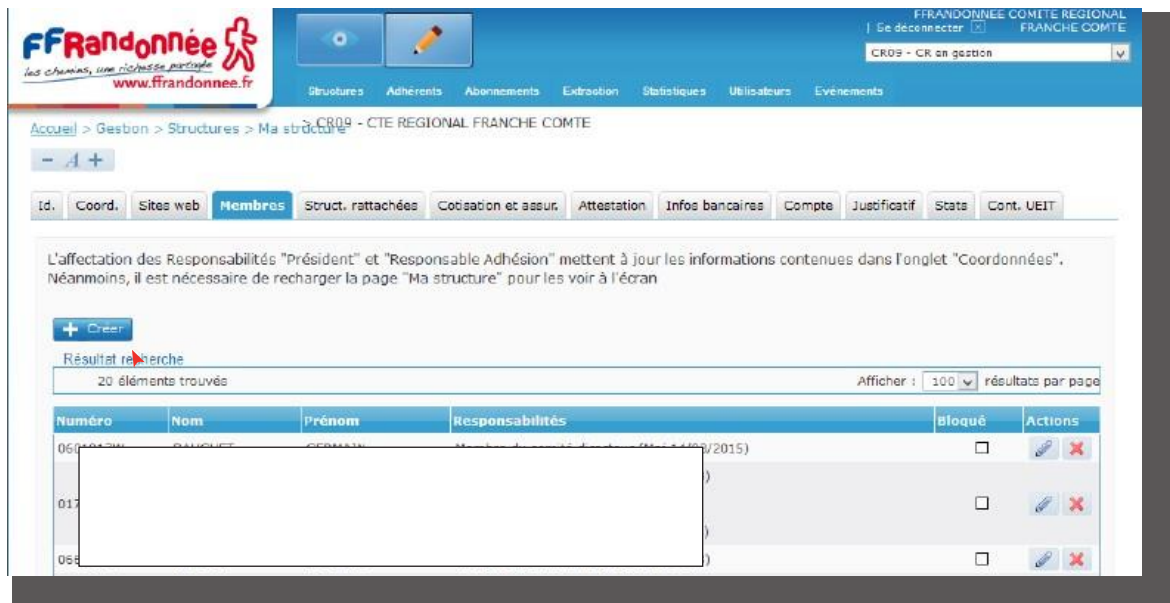 FFRANDONNEE COMITE REGIONAL
| Se déconnecter FRANCHE COMTE
FFRandonnée
les chemins, une richesse partagée
www.ffrandonnee.fr
CR09 - CR en gestion
Structures Adhérents Abonnements Extraction Statistiques Utilisateurs Evénements
Accueil > Gestion > Structures > Ma structure > CR09 - CTE REGIONAL FRANCHE COMTE
- A +
Id. Coord. Sites web Membres Struct. rattachées Cotisation et assur. Attestation Infos bancaires Compte Justificatif Stats Cont. UEIT
L'affectation des Responsabilités "Président" et "Responsable Adhésion" mettent à jour les informations contenues dans l'onglet "Coordonnées".
Néanmoins, il est nécessaire de recharger la page "Ma structure" pour les voir à l'écran
+ Créer
Résultat recherche
20 éléments trouvés Afficher : 100 résultats par page
Numéro Nom Prénom Responsabilités Bloqué Actions
/2015)
)
017
)
)